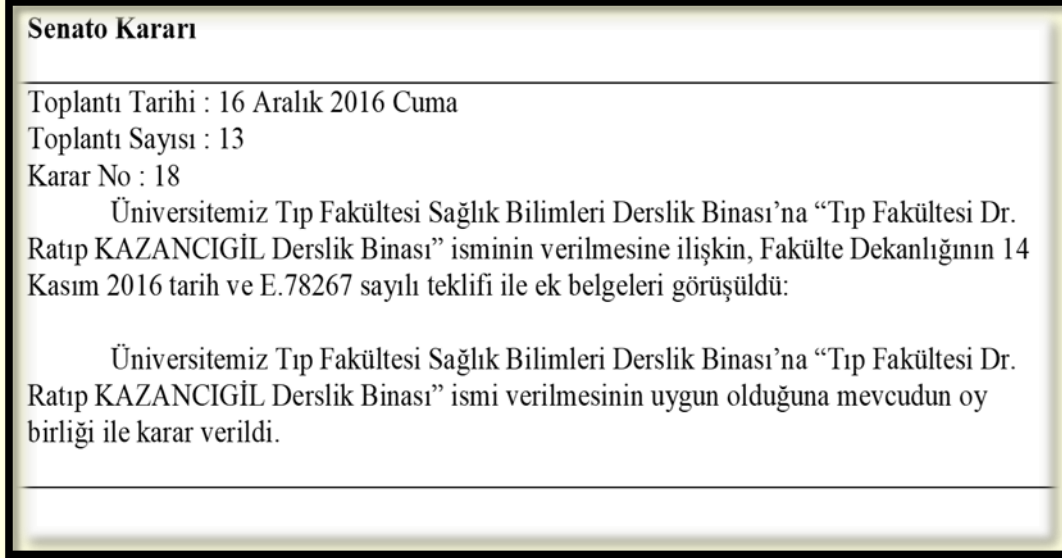 Senato Kararı
Toplantı Tarihi : 16 Aralık 2016 Cuma
Toplantı Sayısı : 13
Karar No : 18
Üniversitemiz Tıp Fakültesi Sağlık Bilimleri Derslik Binası’na “Tıp Fakültesi Dr.
Ratıp KAZANCIGİL Derslik Binası” isminin verilmesine ilişkin, Fakülte Dekanlığının 14
Kasım 2016 tarih ve E.78267 sayılı teklifi ile ek belgeleri görüşüldü:
Üniversitemiz Tıp Fakültesi Sağlık Bilimleri Derslik Binası’na “Tıp Fakültesi Dr.
Ratıp KAZANCIGİL Derslik Binası” ismi verilmesinin uygun olduğuna mevcudun oy
birliği ile karar verildi.